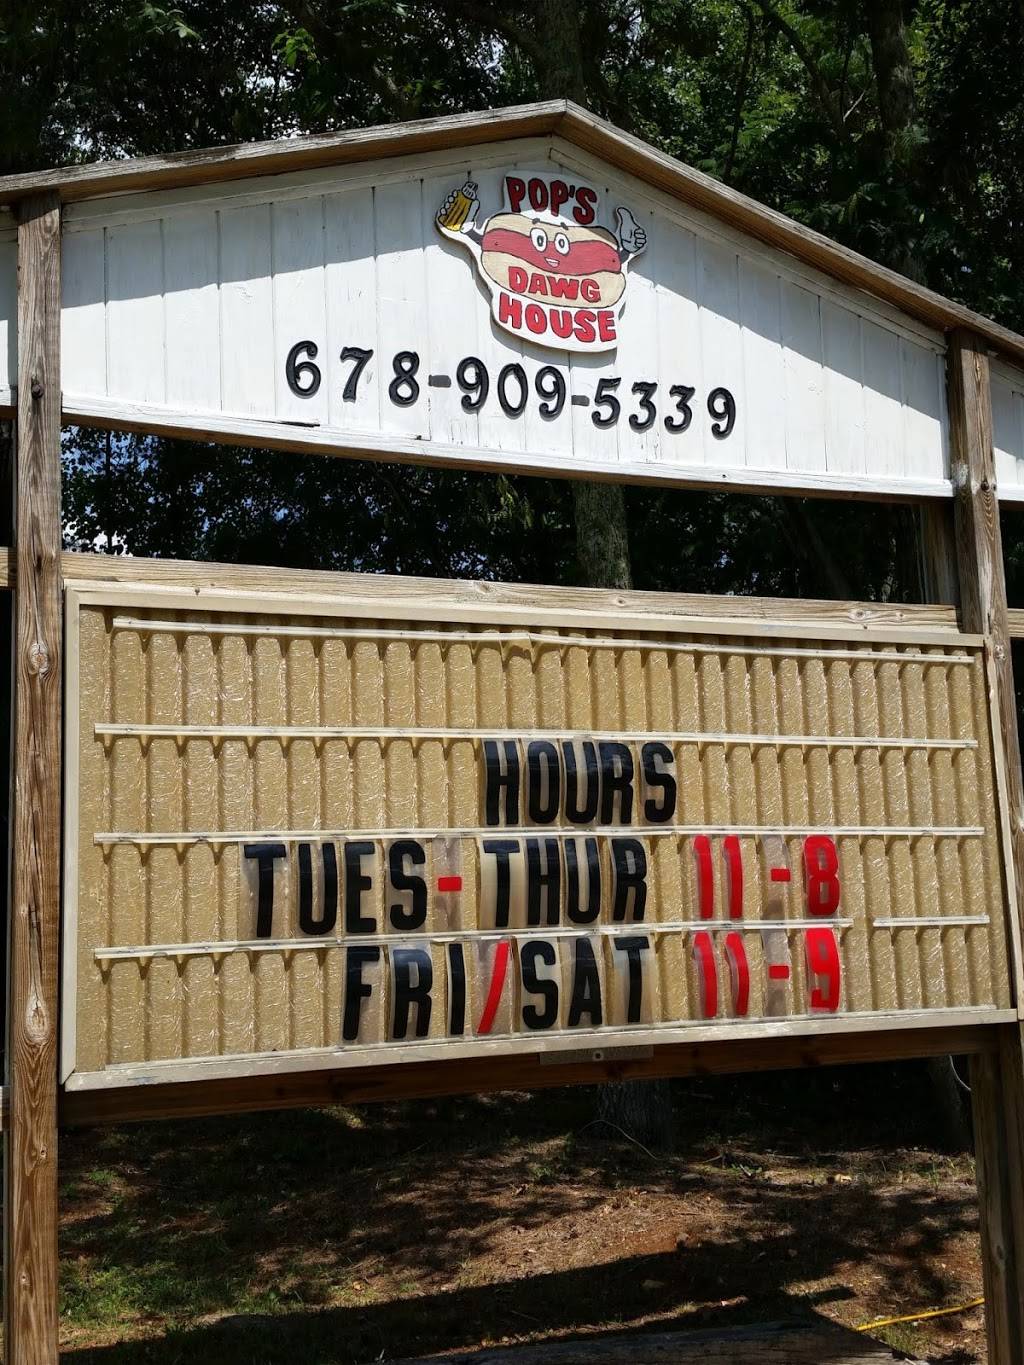 POP'S
DAWG
HOUSE
678-909-5339
HOURS
TUES-THUR 11-8
FRI/SAT 11-9